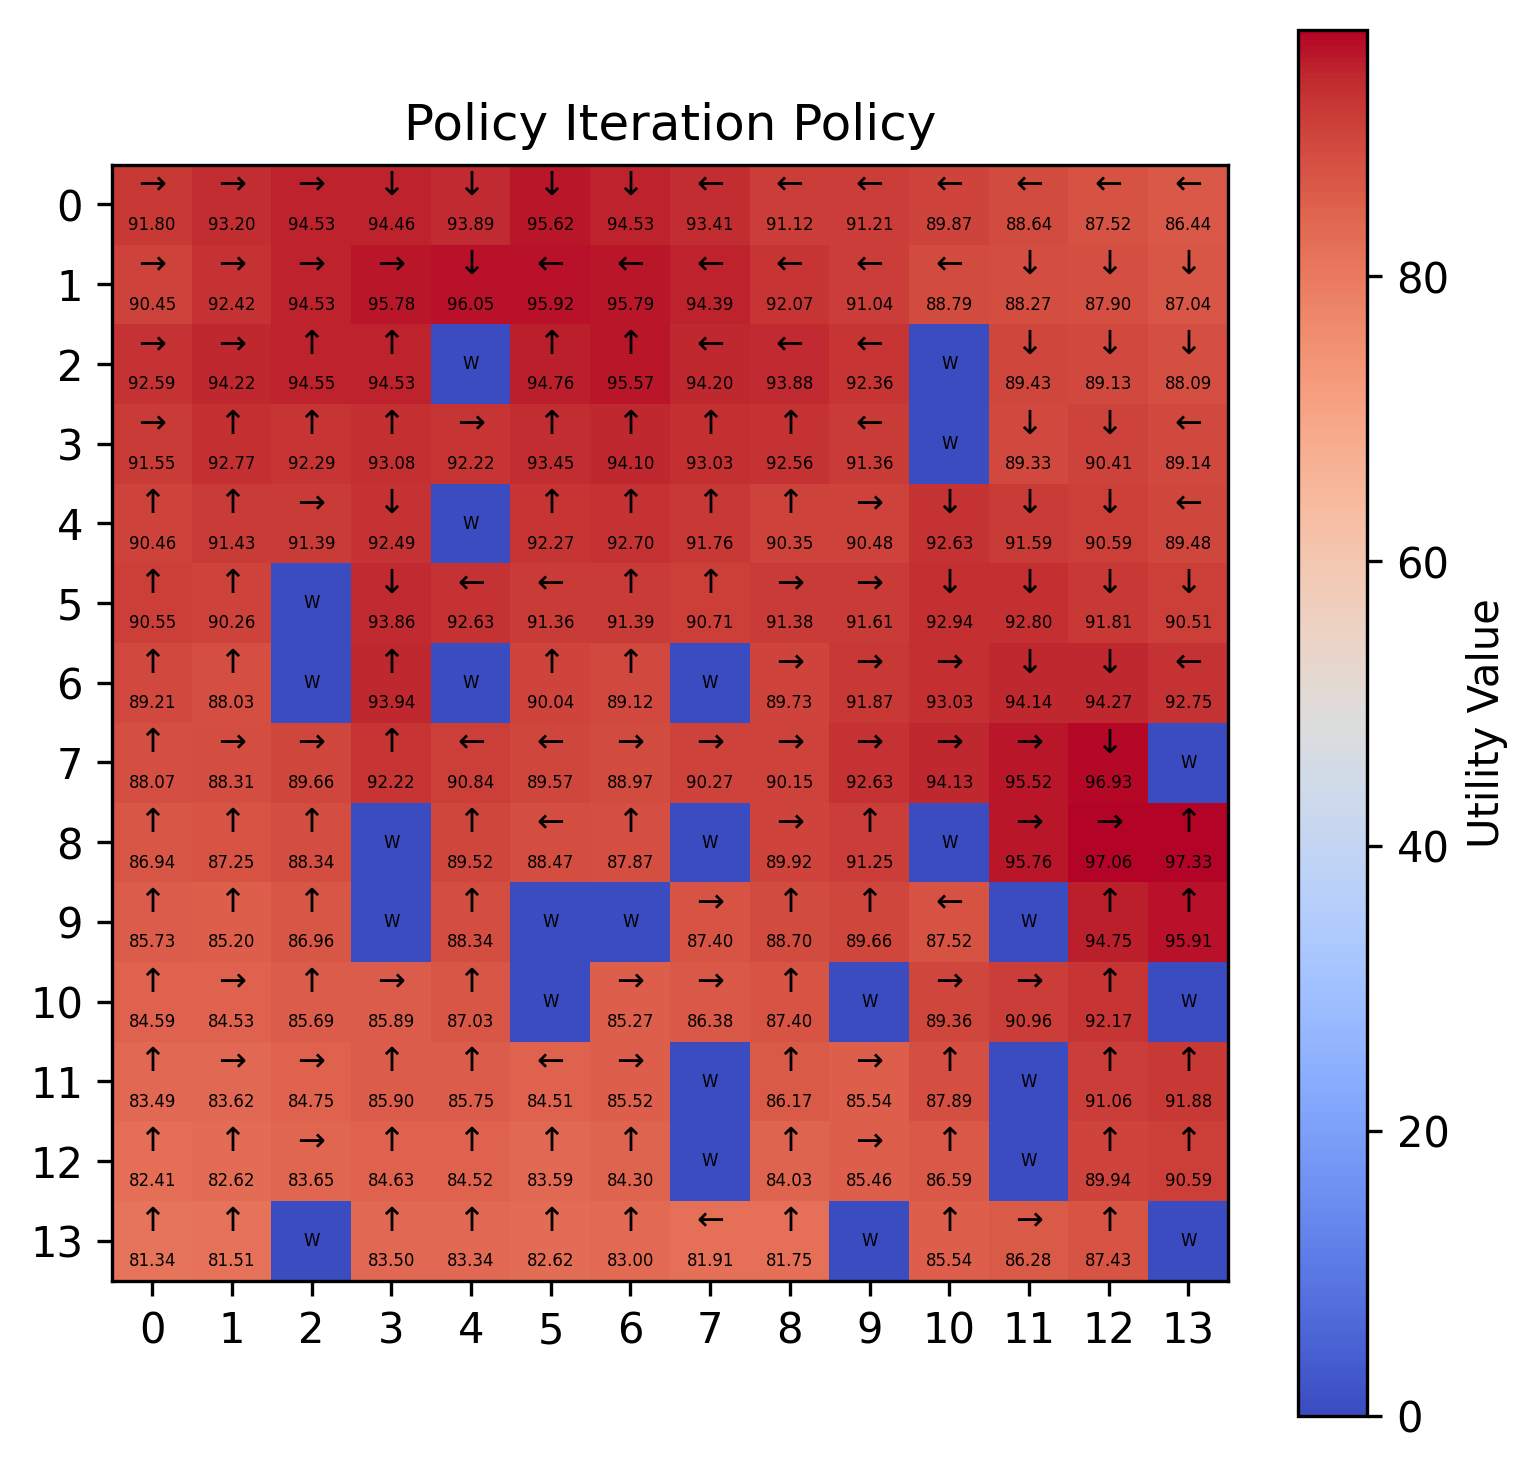 Policy Iteration Policy
→ → → ↓ ↓ ↓ ↓ ← ← ← ← ← ← ←
0 91.80 93.20 94.53 94.46 93.89 95.62 94.53 93.41 91.12 91.21 89.87 88.64 87.52 86.44
→ → → → ↓ ← ← ← ← ← ← ↓ ↓ ↓
1 90.45 92.42 94.53 95.78 96.05 95.92 95.79 94.39 92.07 91.04 88.79 88.27 87.90 87.04
→ → ↑ ↑ W ↑ ↑ ← ← ← W ↓ ↓ ↓
2 92.59 94.22 94.55 94.53 94.76 95.57 94.20 93.88 92.36 89.43 89.13 88.09
→ ↑ ↑ ↑ → ↑ ↑ ↑ ↑ ← W ↓ ↓ ←
3 91.55 92.77 92.29 93.08 92.22 93.45 94.10 93.03 92.56 91.36 89.33 90.41 89.14
↑ ↑ → ↓ W ↑ ↑ ↑ ↑ → ↓ ↓ ↓ ←
4 90.46 91.43 91.39 92.49 92.27 92.70 91.76 90.35 90.48 92.63 91.59 90.59 89.48
↑ ↑ W ↓ ← ← ↑ ↑ → → ↓ ↓ ↓ ↓
5 90.55 90.26 93.86 92.63 91.36 91.39 90.71 91.38 91.61 92.94 92.80 91.81 90.51
↑ ↑ W ↑ W ↑ ↑ W → → → ↓ ↓ ←
6 89.21 88.03 93.94 90.04 89.12 89.73 91.87 93.03 94.14 94.27 92.75
↑ → → ↑ ← ← → → → → → → ↓ W
7 88.07 88.31 89.66 92.22 90.84 89.57 88.97 90.27 90.15 92.63 94.13 95.52 96.93
↑ ↑ ↑ W ↑ ← ↑ W → ↑ W → → ↑
8 86.94 87.25 88.34 89.52 88.47 87.87 89.92 91.25 95.76 97.06 97.33
↑ ↑ ↑ W ↑ W W → ↑ ↑ ← W ↑ ↑
9 85.73 85.20 86.96 88.34 87.40 88.70 89.66 87.52 94.75 95.91
↑ → ↑ → ↑ W → → ↑ W → → ↑ W
10 84.59 84.53 85.69 85.89 87.03 85.27 86.38 87.40 89.36 90.96 92.17
↑ → → ↑ ↑ ← → W ↑ → ↑ W ↑ ↑
11 83.49 83.62 84.75 85.90 85.75 84.51 85.52 86.17 85.54 87.89 91.06 91.88
↑ ↑ → ↑ ↑ ↑ ↑ W ↑ → ↑ W ↑ ↑
12 82.41 82.62 83.65 84.63 84.52 83.59 84.30 84.03 85.46 86.59 89.94 90.59
↑ ↑ W ↑ ↑ ↑ ↑ ← ↑ W ↑ → ↑ W
13 81.34 81.51 83.50 83.34 82.62 83.00 81.91 81.75 85.54 86.28 87.43
0 1 2 3 4 5 6 7 8 9 10 11 12 13
80
60
40
20
0
Utility Value